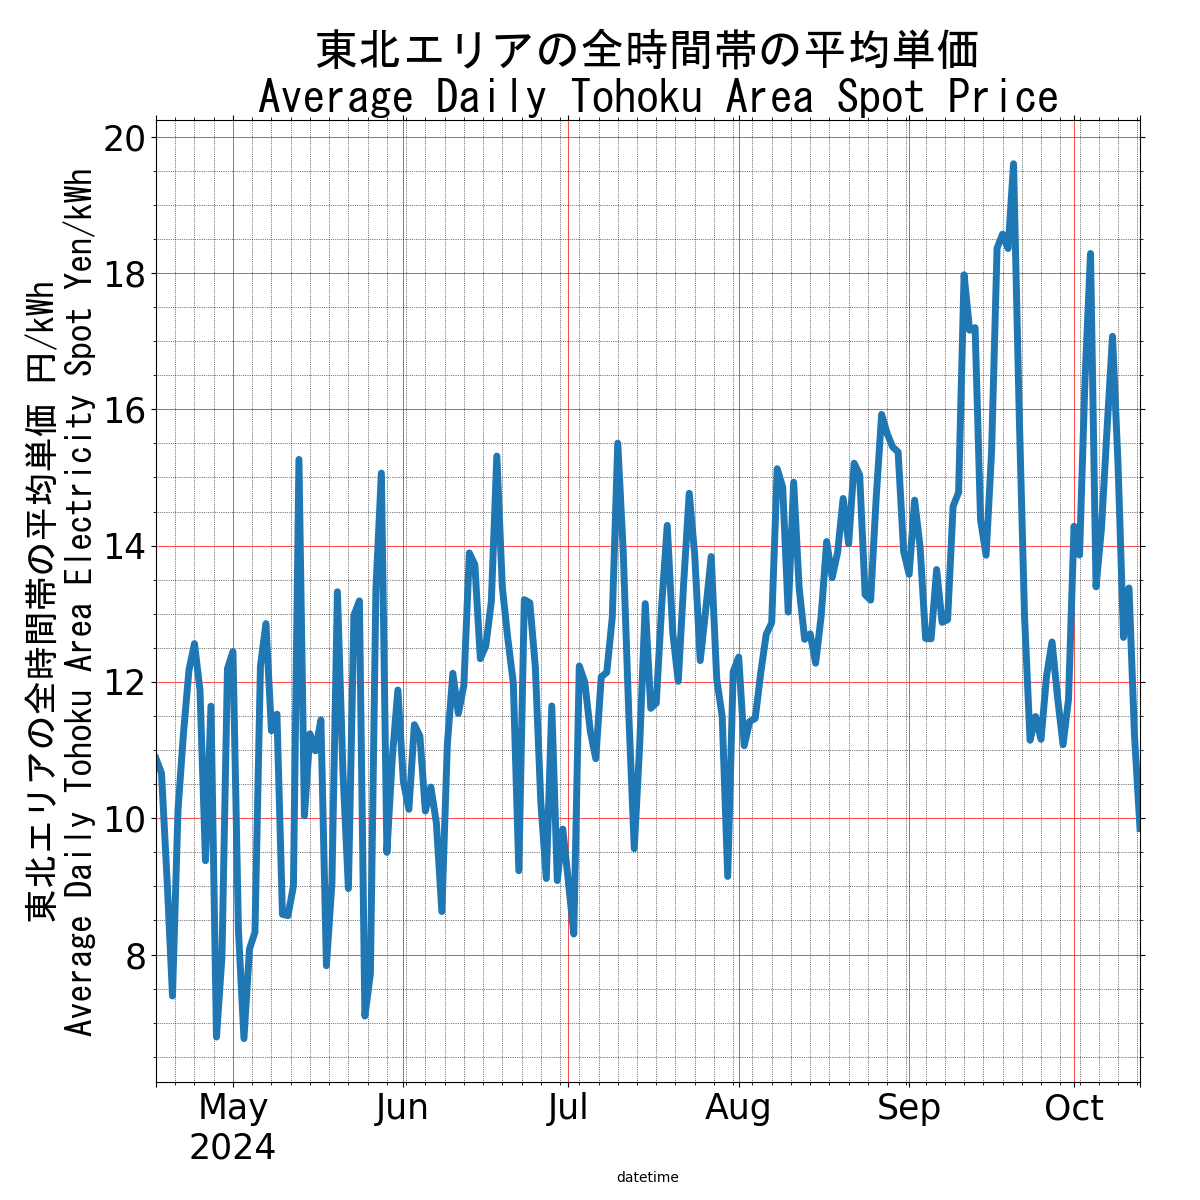 東北エリアの全時間帯の平均単価
Average Daily Tohoku Area Spot Price
東北エリアの全時間帯の平均単価 円/kWh
Average Daily Tohoku Area Electricity Spot Yen/kWh
20
18
16
14
12
10
8
May
2024
Jun
Jul
Aug
Sep
Oct
datetime